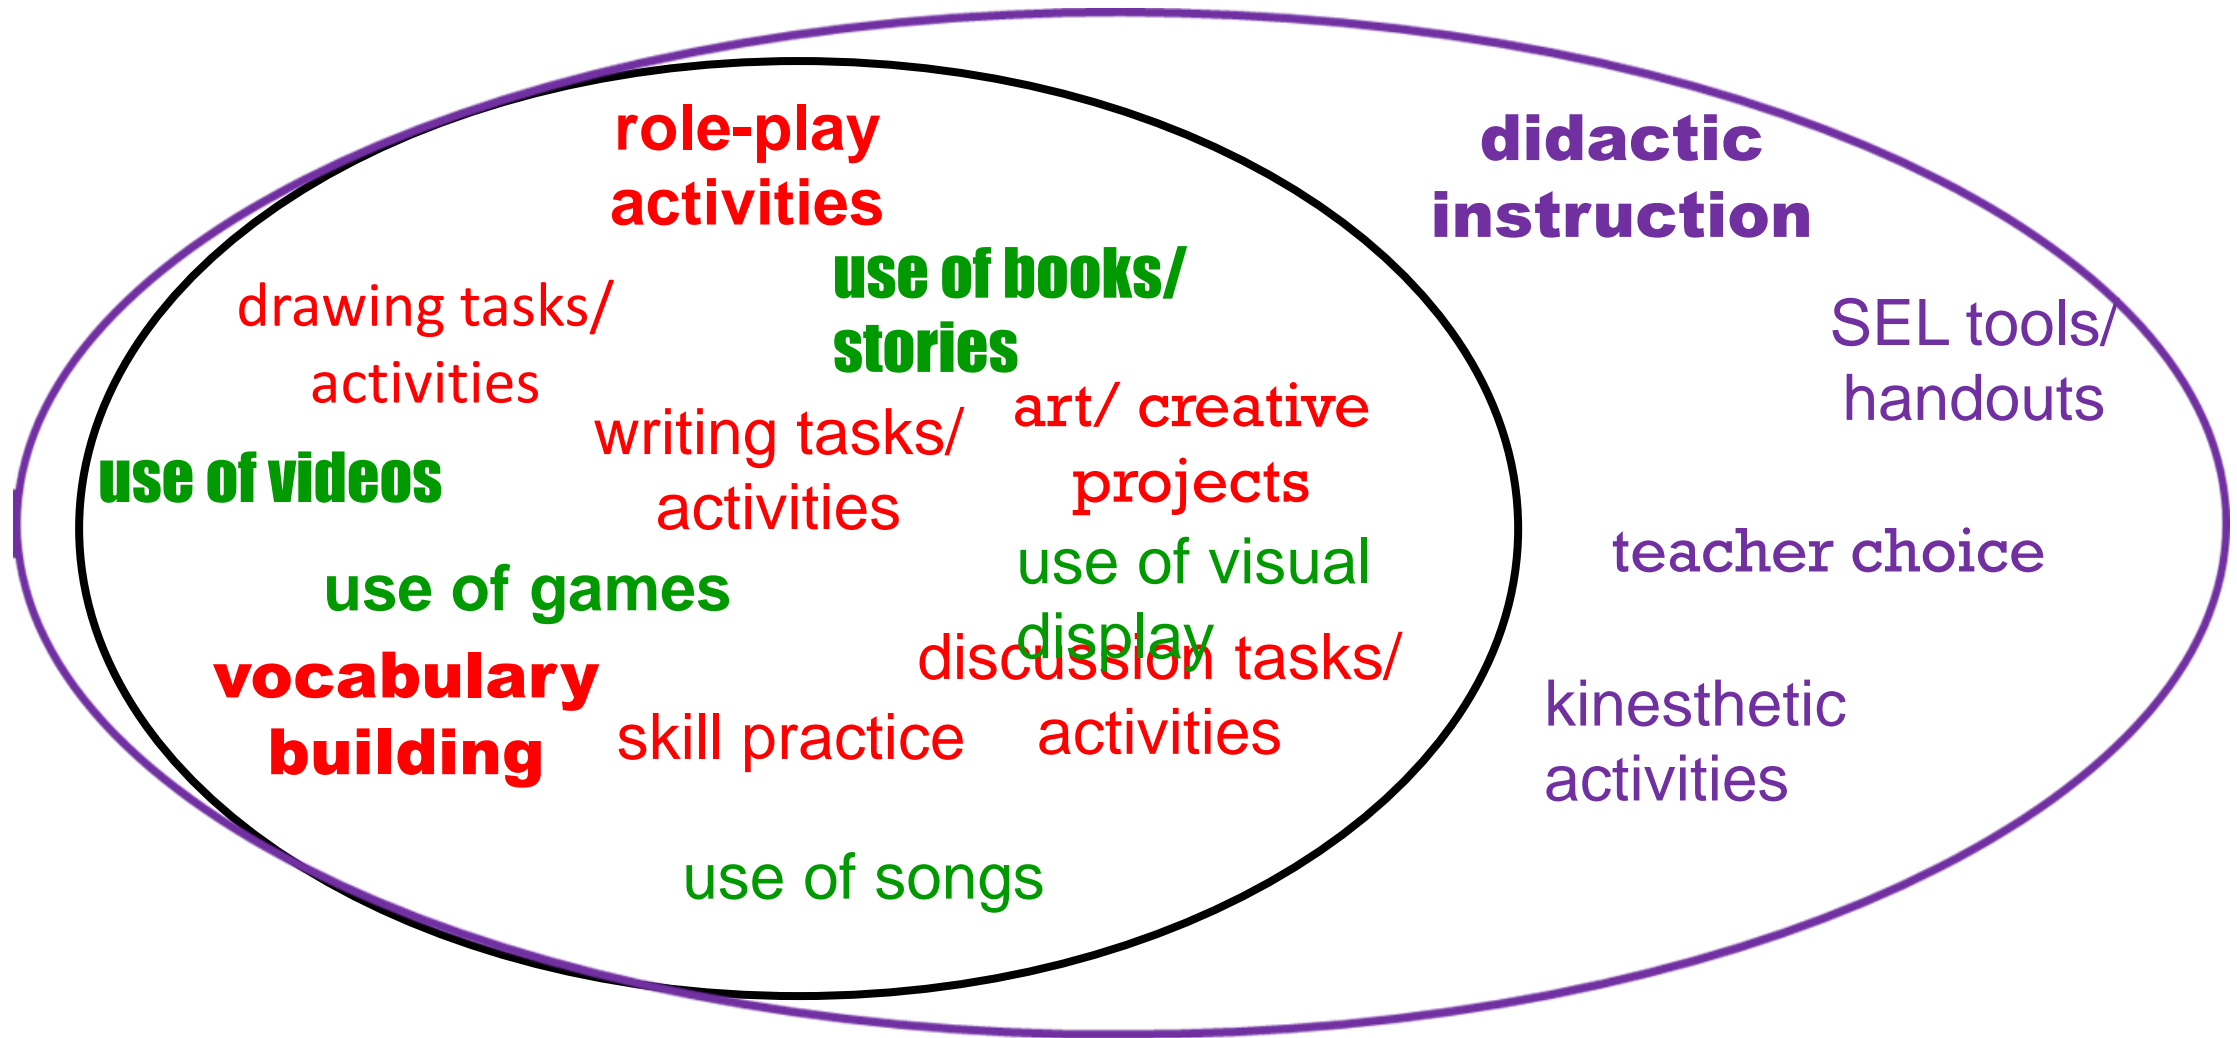 role-play
activities
didactic
instruction
use of books/
stories
drawing tasks/
activities
SEL tools/
handouts
art/ creative
projects
writing tasks/
activities
use of videos
use of visual
display
teacher choice
use of games
discussion tasks/
activities
vocabulary
building
skill practice
kinesthetic
activities
use of songs